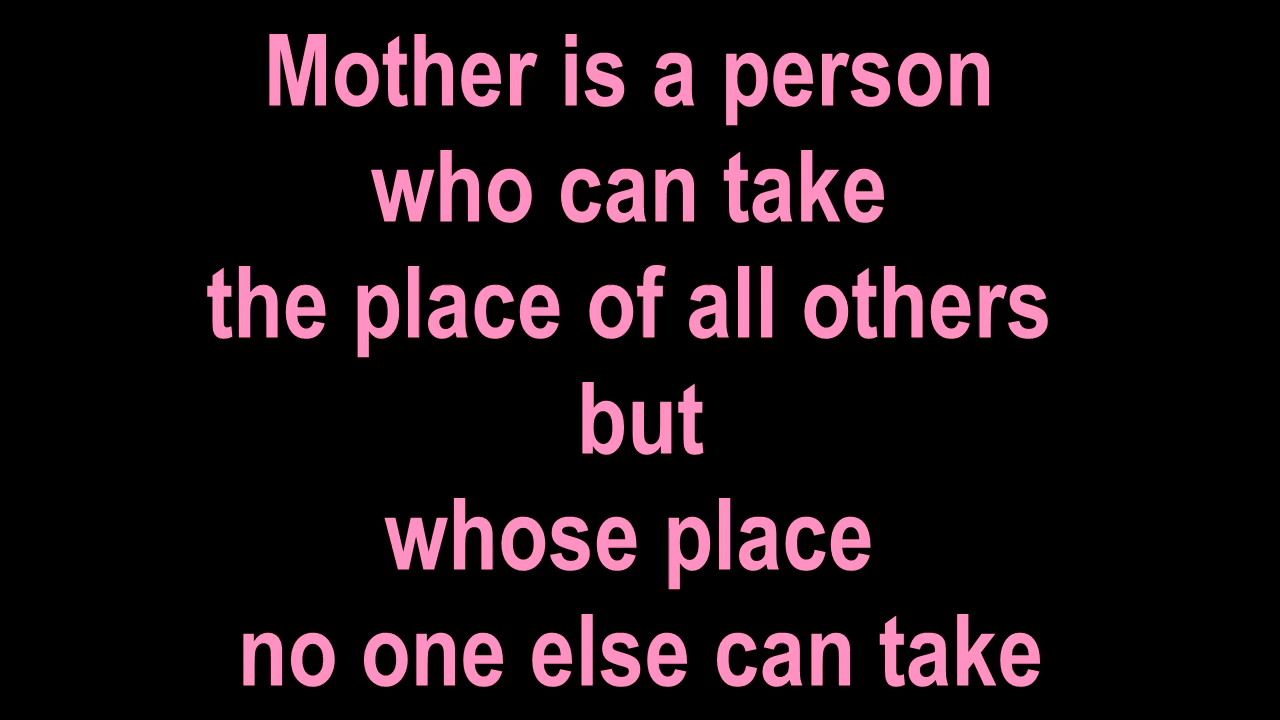 Mother is a person
who can take
the place of all others
but
whose place
no one else can take